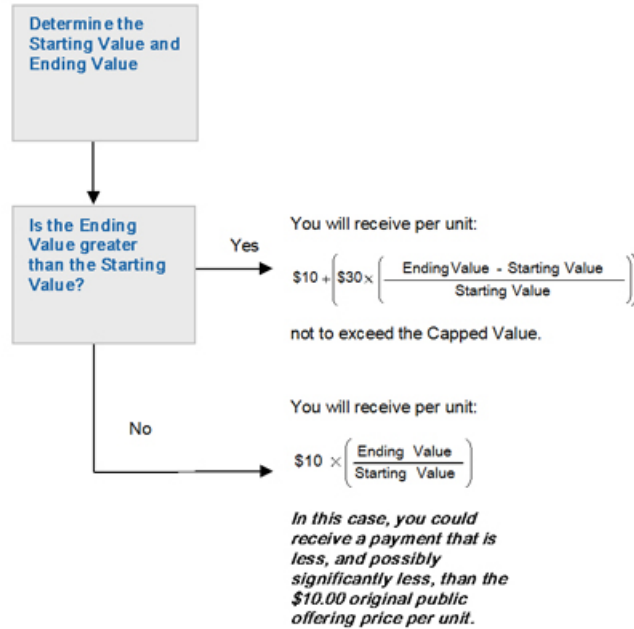 Determine the
Starting Value and
Ending Value
Is the Ending
Value greater
than the Starting
Value?
Yes
You will receive per unit:
$10 + ( $30 × ( Ending Value - Starting Value
Starting Value ) )
not to exceed the Capped Value.
No
You will receive per unit:
$10 × ( Ending Value
Starting Value )
In this case, you could
receive a payment that is
less, and possibly
significantly less, than the
$10.00 original public
offering price per unit.